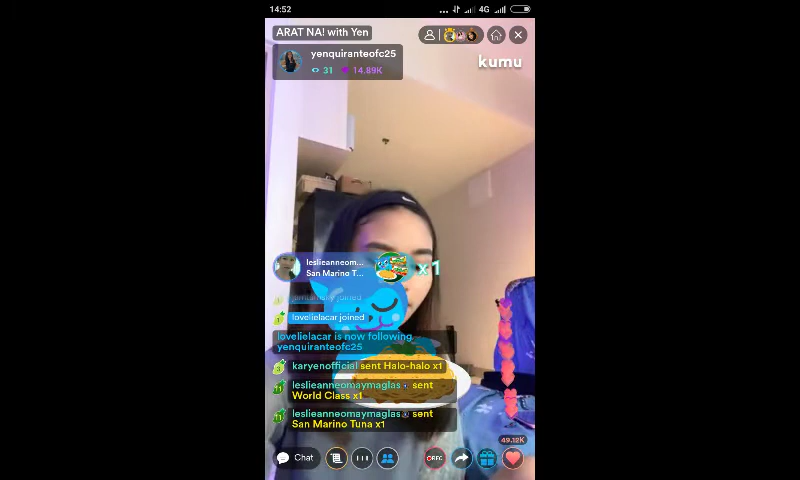 14:52
4G
ARAT NA! with Yen
yenquiranteofc25
31
14.89K
kumu
leslieanneom...
San Marino T...
x1
joined
lovelielacar joined
lovelielacar is now following
yenquiranteofc25
karyenofficial sent Halo-halo x1
leslieanneomaymaglas sent
World Class x1
leslieanneomaymaglas sent
San Marino Tuna x1
49.12K
Chat